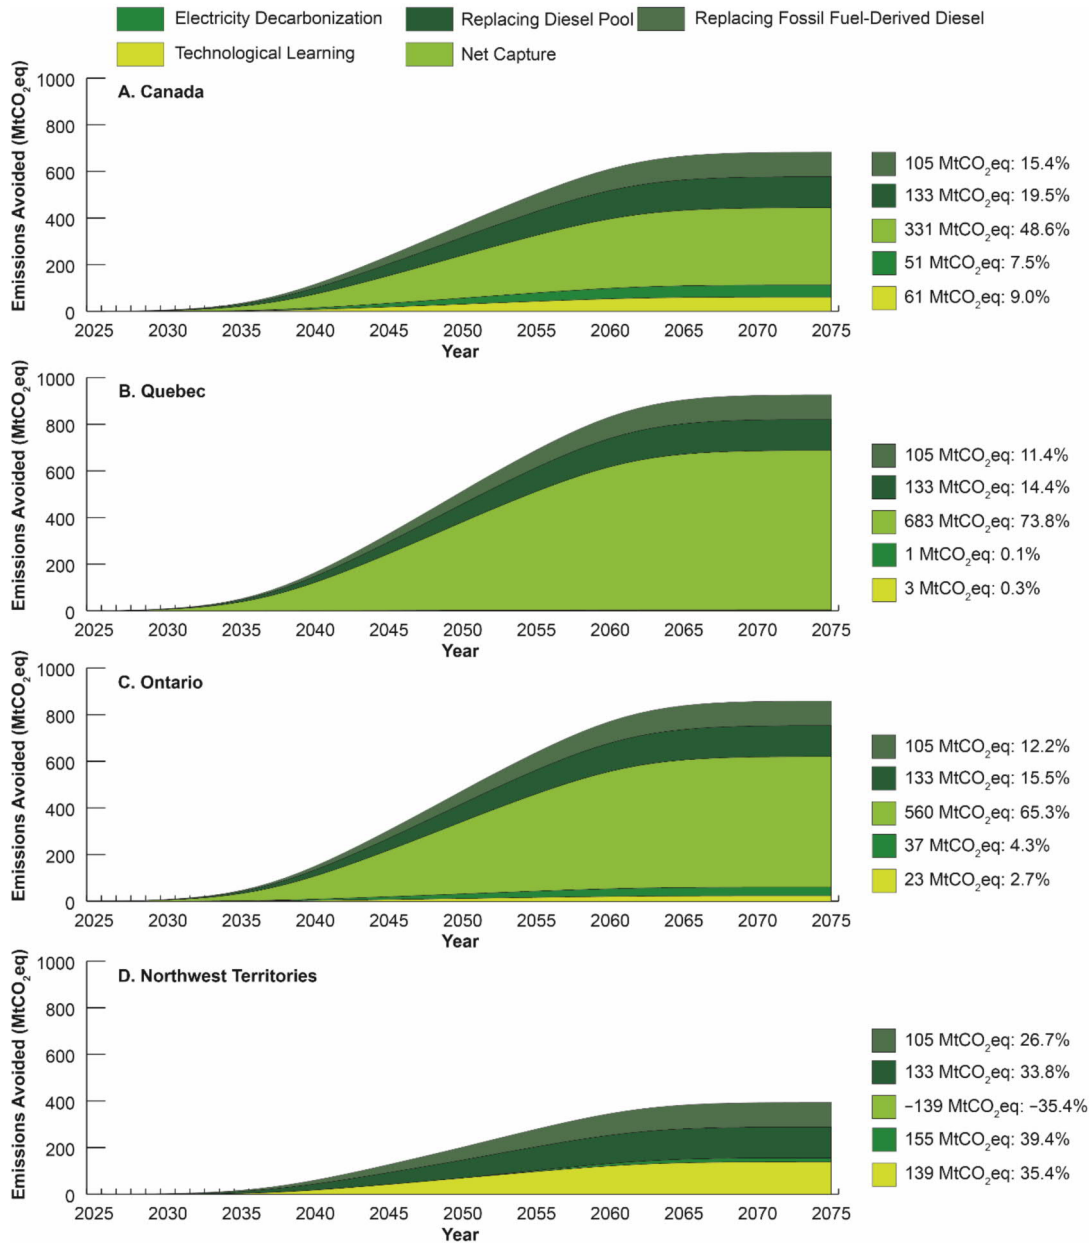 Electricity Decarbonization Replacing Diesel Pool Replacing Fossil Fuel-Derived Diesel
Technological Learning Net Capture
Emissions Avoided (MtCO₂eq)
A. Canada
1000
800
600
400
200
0
2025 2030 2035 2040 2045 2050 2055 2060 2065 2070 2075
Year
105 MtCO₂eq: 15.4%
133 MtCO₂eq: 19.5%
331 MtCO₂eq: 48.6%
51 MtCO₂eq: 7.5%
61 MtCO₂eq: 9.0%
Emissions Avoided (MtCO₂eq)
B. Quebec
1000
800
600
400
200
0
2025 2030 2035 2040 2045 2050 2055 2060 2065 2070 2075
Year
105 MtCO₂eq: 11.4%
133 MtCO₂eq: 14.4%
683 MtCO₂eq: 73.8%
1 MtCO₂eq: 0.1%
3 MtCO₂eq: 0.3%
Emissions Avoided (MtCO₂eq)
C. Ontario
1000
800
600
400
200
0
2025 2030 2035 2040 2045 2050 2055 2060 2065 2070 2075
Year
105 MtCO₂eq: 12.2%
133 MtCO₂eq: 15.5%
560 MtCO₂eq: 65.3%
37 MtCO₂eq: 4.3%
23 MtCO₂eq: 2.7%
Emissions Avoided (MtCO₂eq)
D. Northwest Territories
1000
800
600
400
200
0
2025 2030 2035 2040 2045 2050 2055 2060 2065 2070 2075
Year
105 MtCO₂eq: 26.7%
133 MtCO₂eq: 33.8%
−139 MtCO₂eq: −35.4%
155 MtCO₂eq: 39.4%
139 MtCO₂eq: 35.4%